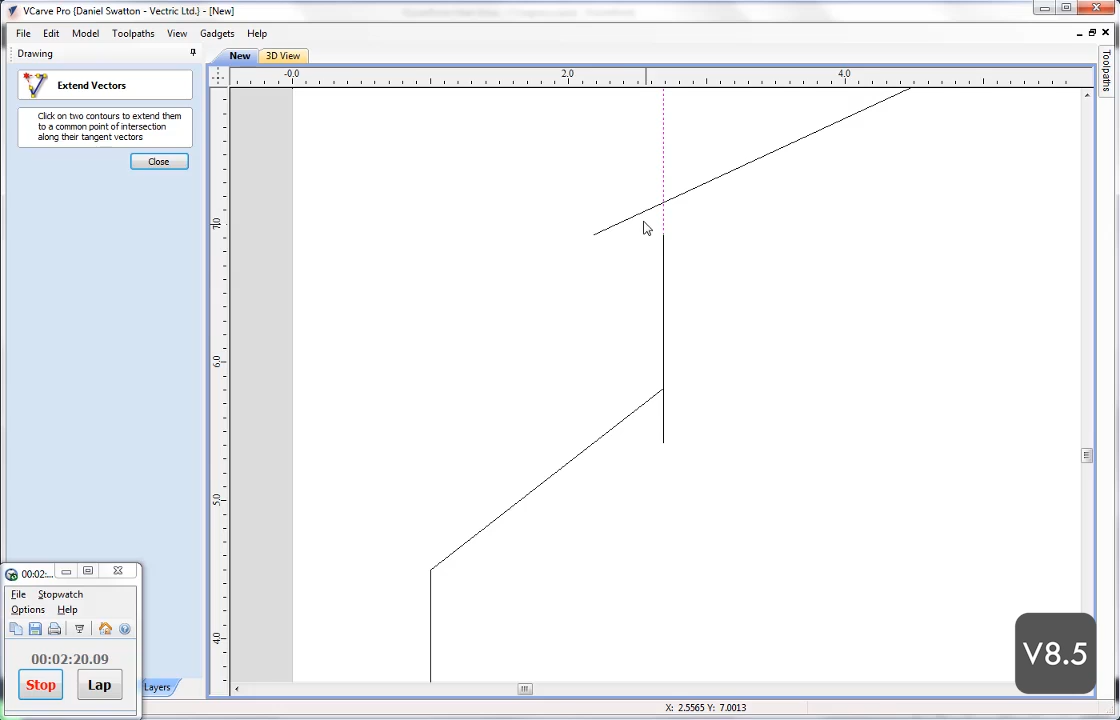 VCarve Pro {Daniel Swatton - Vectric Ltd.} - [New]
File Edit Model Toolpaths View Gadgets Help
Drawing
New 3D View
Toolpaths
Extend Vectors
Click on two contours to extend them
to a common point of intersection
along their tangent vectors
Close
-0.0 2.0 4.0
7.0
6.0
5.0
4.0
00:02:...
File Stopwatch
Options Help
00:02:20.09
Stop Lap
Layers
V8.5
X: 2.5565 Y: 7.0013